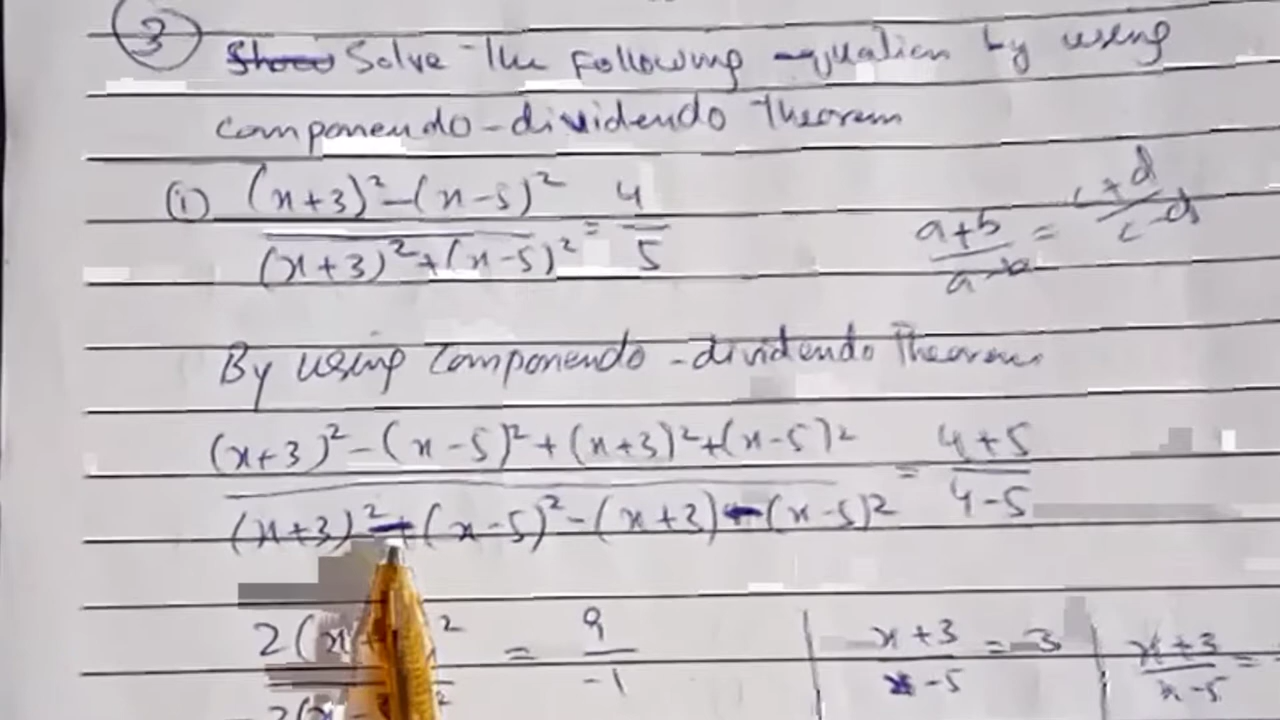 3
Solve the following equation by using
componendo-dividendo Theorem
(i) (x+3)²-(x-5)² / (x+3)²+(x-5)² = 4/5
a+b / a-b = c+d / c-d
By using Componendo-dividendo Theorem
(x+3)²-(x-5)²+(x+3)²+(x-5)² / (x+3)²-(x-5)²-(x+3)-(x-5)² = 4+5 / 4-5
= 9/-1
x+3 / x-5 = 3
x+3 / x-5 =